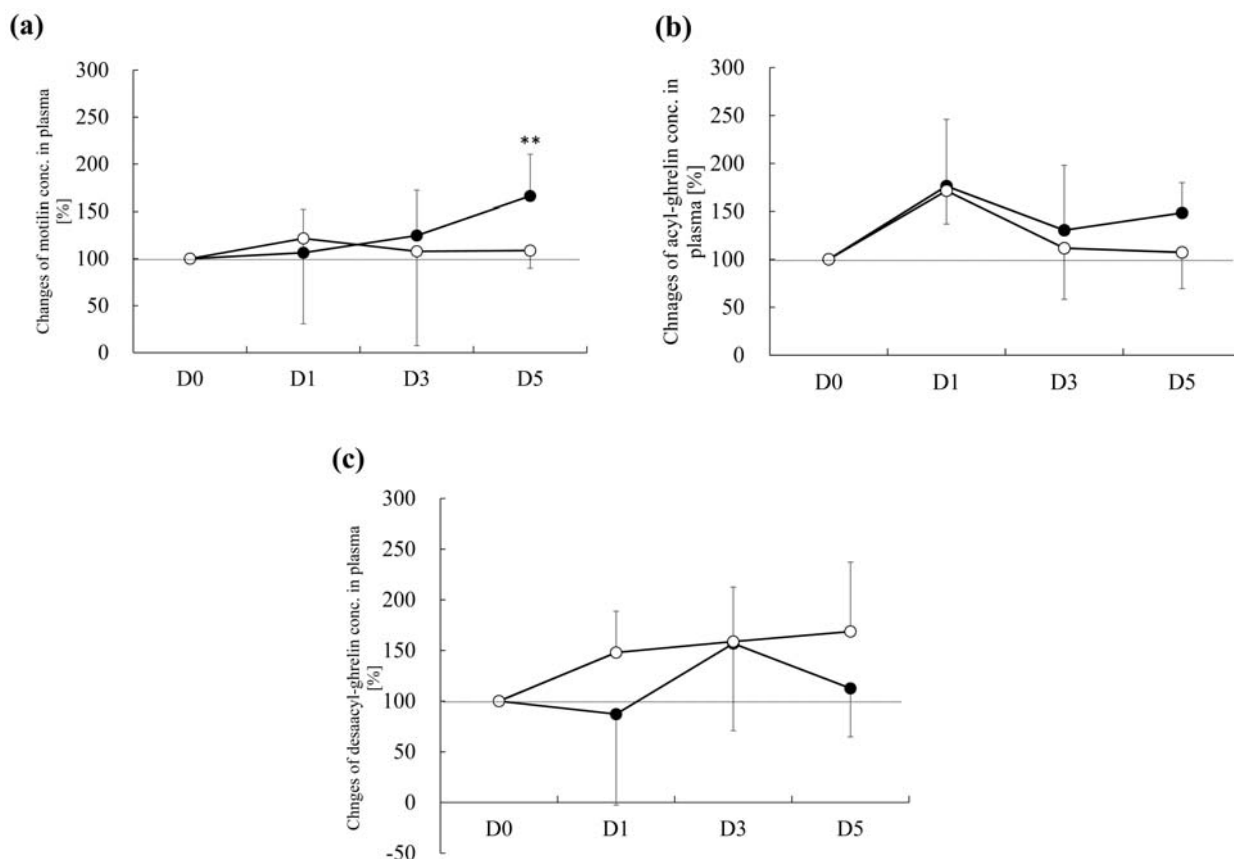 (a)
300
250
200
150
100
50
0
Changes of motilin conc. in plasma
[%]
**
D0 D1 D3 D5
(b)
300
250
200
150
100
50
0
Chnages of acyl-ghrelin conc. in
plasma [%]
D0 D1 D3 D5
(c)
300
250
200
150
100
50
0
-50
Chnges of desaacyl-ghrelin conc. in plasma
[%]
D0 D1 D3 D5